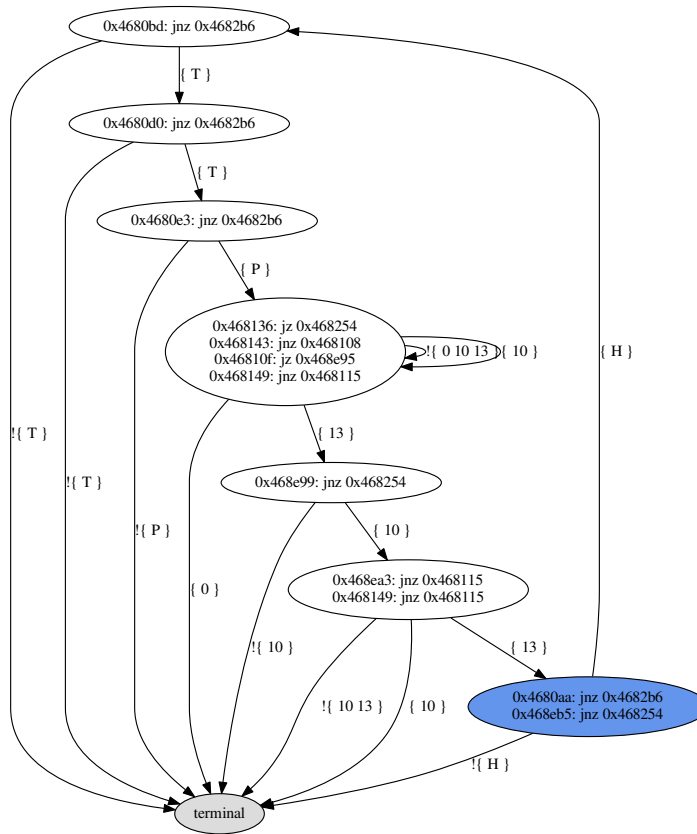 0x4680bd: jnz 0x4682b6
{ T }
0x4680d0: jnz 0x4682b6
{ T }
0x4680e3: jnz 0x4682b6
{ P }
0x468136: jz 0x468254
0x468143: jnz 0x468108
0x46810f: jz 0x468e95
0x468149: jnz 0x468115
!{ 0 10 13 }
{ 10 }
{ H }
!{ T }
!{ T }
{ 13 }
0x468e99: jnz 0x468254
!{ P }
{ 0 }
{ 10 }
0x468ea3: jnz 0x468115
0x468149: jnz 0x468115
!{ 10 }
{ 13 }
!{ 10 13 }
{ 10 }
0x4680aa: jnz 0x4682b6
0x468eb5: jnz 0x468254
!{ H }
terminal